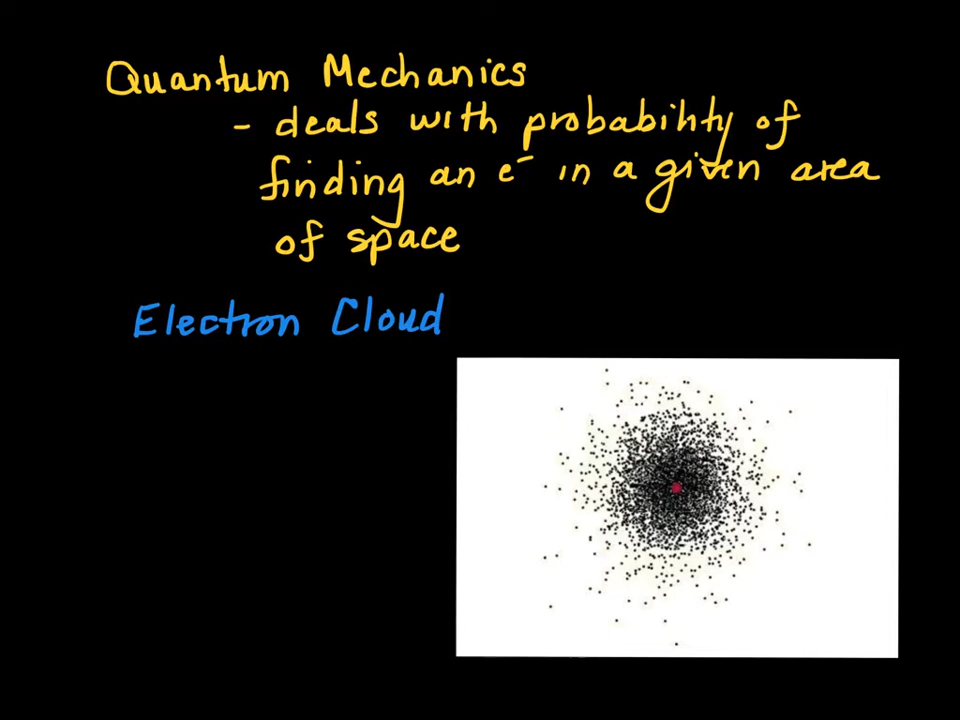 Quantum Mechanics
- deals with probability of
finding an e⁻ in a given area
of space
Electron Cloud